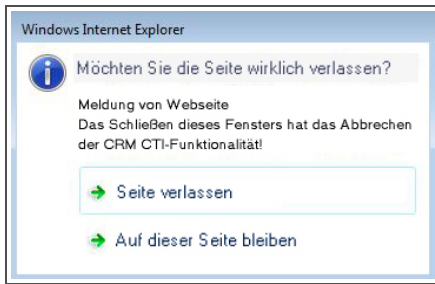 Windows Internet Explorer
Möchten Sie die Seite wirklich verlassen?
Meldung von Webseite
Das Schließen dieses Fensters hat das Abbrechen
der CRM CTI-Funktionalität!
Seite verlassen
Auf dieser Seite bleiben